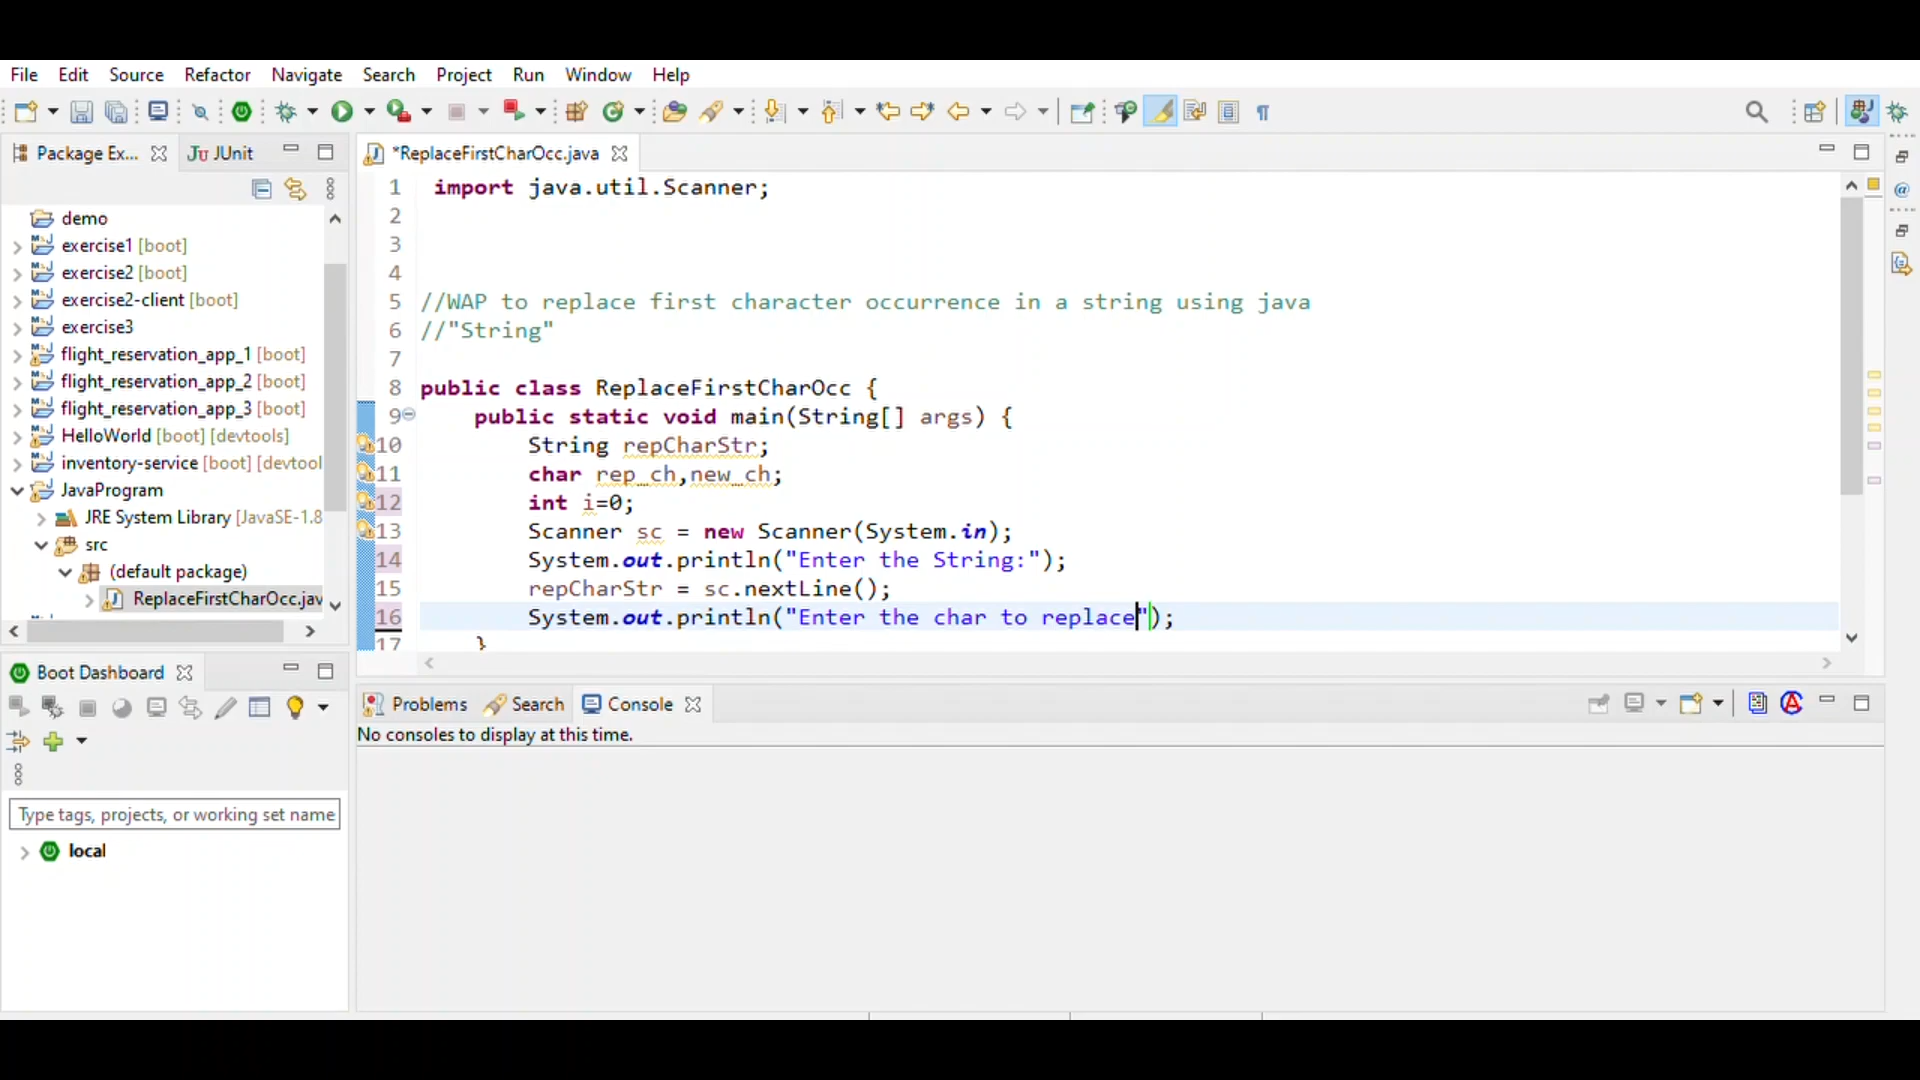 File Edit Source Refactor Navigate Search Project Run Window Help
Package Ex... JUnit
demo
exercise1 [boot]
exercise2 [boot]
exercise2-client [boot]
exercise3
flight_reservation_app_1 [boot]
flight_reservation_app_2 [boot]
flight_reservation_app_3 [boot]
HelloWorld [boot] [devtools]
inventory-service [boot] [devtool
JavaProgram
JRE System Library [JavaSE-1.8
src
(default package)
ReplaceFirstCharOcc.jav
*ReplaceFirstCharOcc.java
1 import java.util.Scanner;
2
3
4
5 //WAP to replace first character occurrence in a string using java
6 //"String"
7
8 public class ReplaceFirstCharOcc {
9 public static void main(String[] args) {
10 String repCharStr;
11 char rep_ch,new_ch;
12 int i=0;
13 Scanner sc = new Scanner(System.in);
14 System.out.println("Enter the String:");
15 repCharStr = sc.nextLine();
16 System.out.println("Enter the char to replace");
17 }
Boot Dashboard
Type tags, projects, or working set name
local
Problems Search Console
No consoles to display at this time.